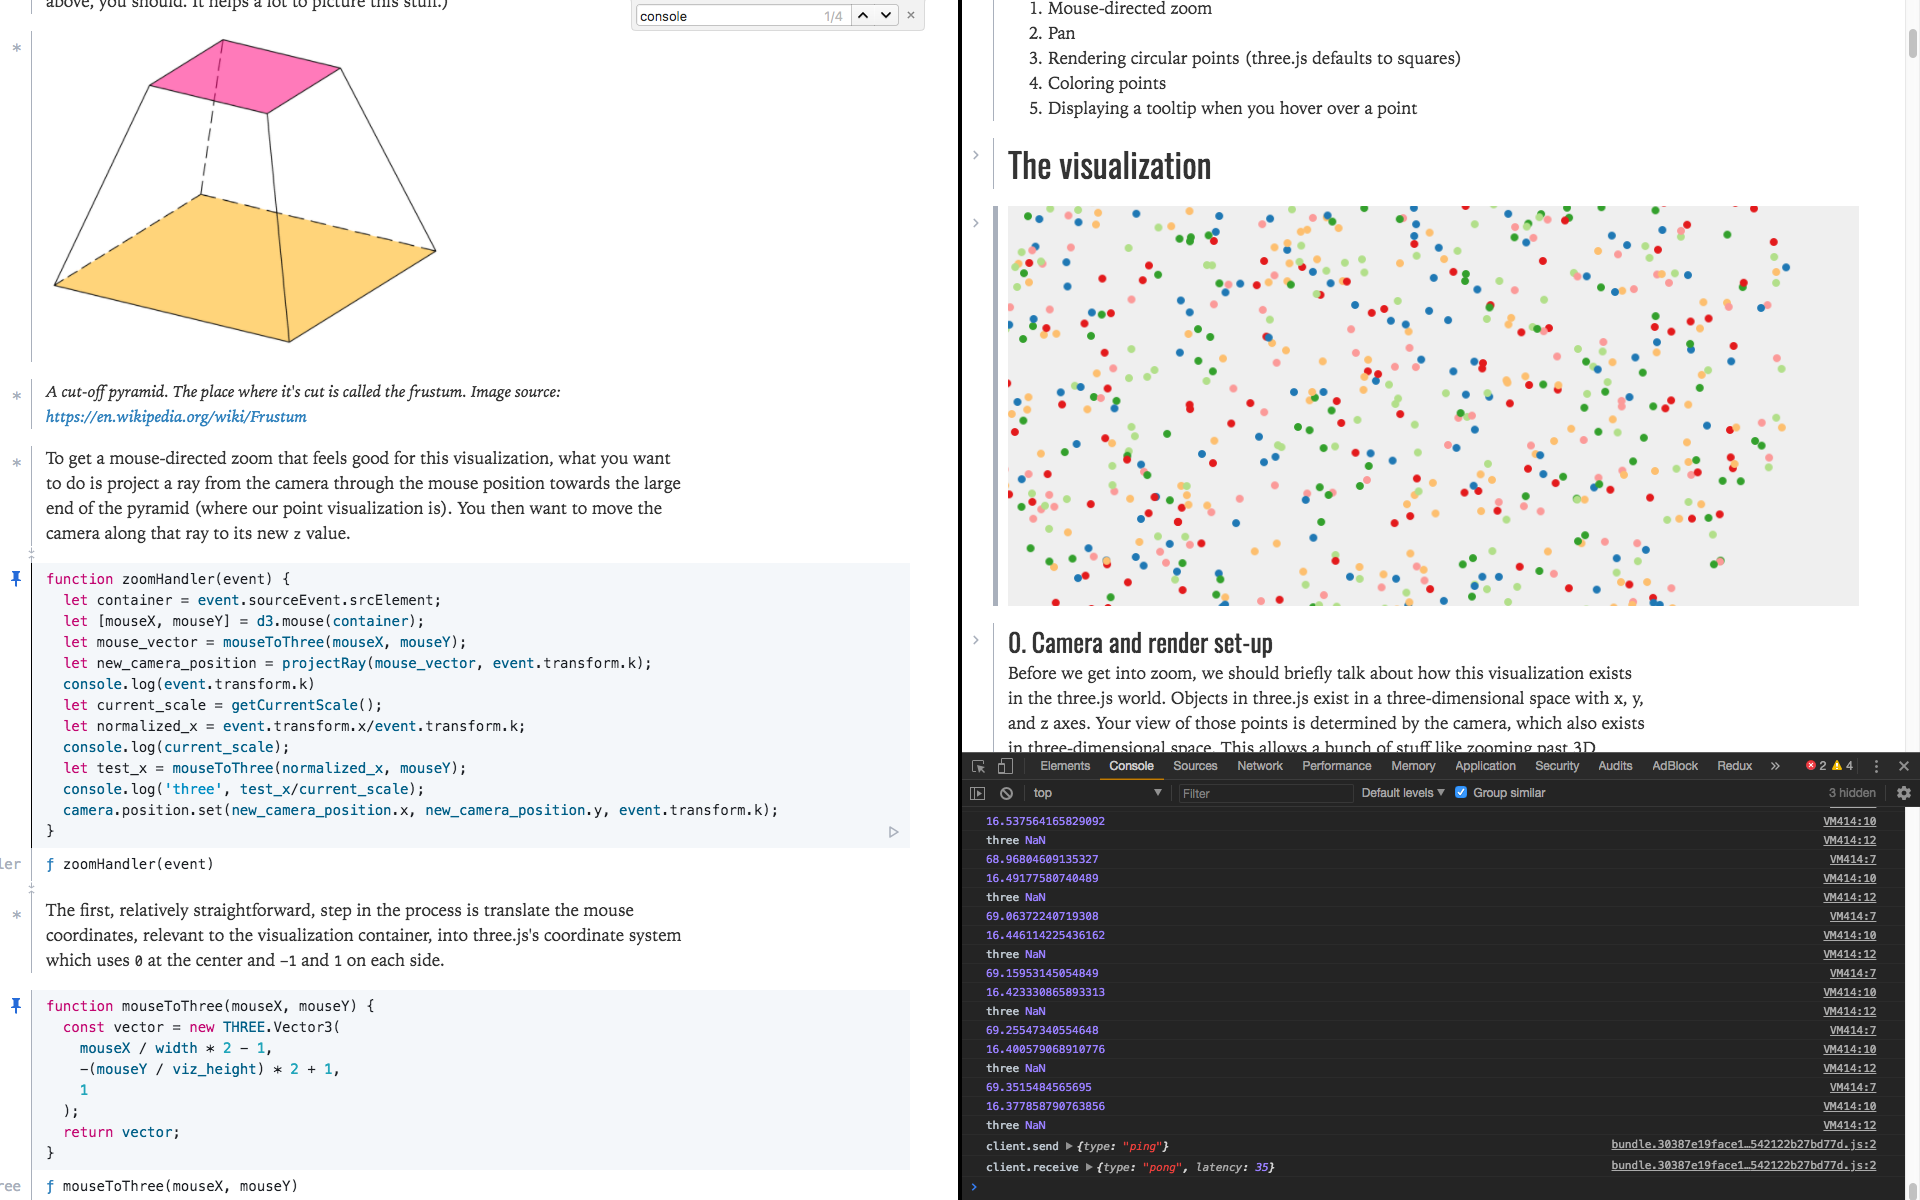 above, you should. It helps a lot to picture this stuff.)
console 1/4
A cut-off pyramid. The place where it's cut is called the frustum. Image source:
https://en.wikipedia.org/wiki/Frustum
To get a mouse-directed zoom that feels good for this visualization, what you want
to do is project a ray from the camera through the mouse position towards the large
end of the pyramid (where our point visualization is). You then want to move the
camera along that ray to its new z value.
function zoomHandler(event) {
let container = event.sourceEvent.srcElement;
let [mouseX, mouseY] = d3.mouse(container);
let mouse_vector = mouseToThree(mouseX, mouseY);
let new_camera_position = projectRay(mouse_vector, event.transform.k);
console.log(event.transform.k)
let current_scale = getCurrentScale();
let normalized_x = event.transform.x/event.transform.k;
console.log(current_scale);
let test_x = mouseToThree(normalized_x, mouseY);
console.log('three', test_x/current_scale);
camera.position.set(new_camera_position.x, new_camera_position.y, event.transform.k);
}
ler ƒ zoomHandler(event)
The first, relatively straightforward, step in the process is translate the mouse
coordinates, relevant to the visualization container, into three.js's coordinate system
which uses 0 at the center and -1 and 1 on each side.
function mouseToThree(mouseX, mouseY) {
const vector = new THREE.Vector3(
mouseX / width * 2 - 1,
-(mouseY / viz_height) * 2 + 1,
1
);
return vector;
}
ree ƒ mouseToThree(mouseX, mouseY)
1. Mouse-directed zoom
2. Pan
3. Rendering circular points (three.js defaults to squares)
4. Coloring points
5. Displaying a tooltip when you hover over a point
The visualization
0. Camera and render set-up
Before we get into zoom, we should briefly talk about how this visualization exists
in the three.js world. Objects in three.js exist in a three-dimensional space with x, y,
and z axes. Your view of those points is determined by the camera, which also exists
in three-dimensional space. This allows a bunch of stuff like zooming past 3D
Elements Console Sources Network Performance Memory Application Security Audits AdBlock Redux » 2 4
top Filter Default levels Group similar 3 hidden
16.537564165829092 VM414:10
three NaN VM414:12
68.96804609135327 VM414:7
16.49177580740489 VM414:10
three NaN VM414:12
69.06372240719308 VM414:7
16.446114225436162 VM414:10
three NaN VM414:12
69.15953145054849 VM414:7
16.423330865893313 VM414:10
three NaN VM414:12
69.25547340554648 VM414:7
16.400579068910776 VM414:10
three NaN VM414:12
69.3515484565695 VM414:7
16.377858790763856 VM414:10
three NaN VM414:12
client.send {type: "ping"} bundle.30387e19face1…542122b27bd77d.js:2
client.receive {type: "pong", latency: 35} bundle.30387e19face1…542122b27bd77d.js:2